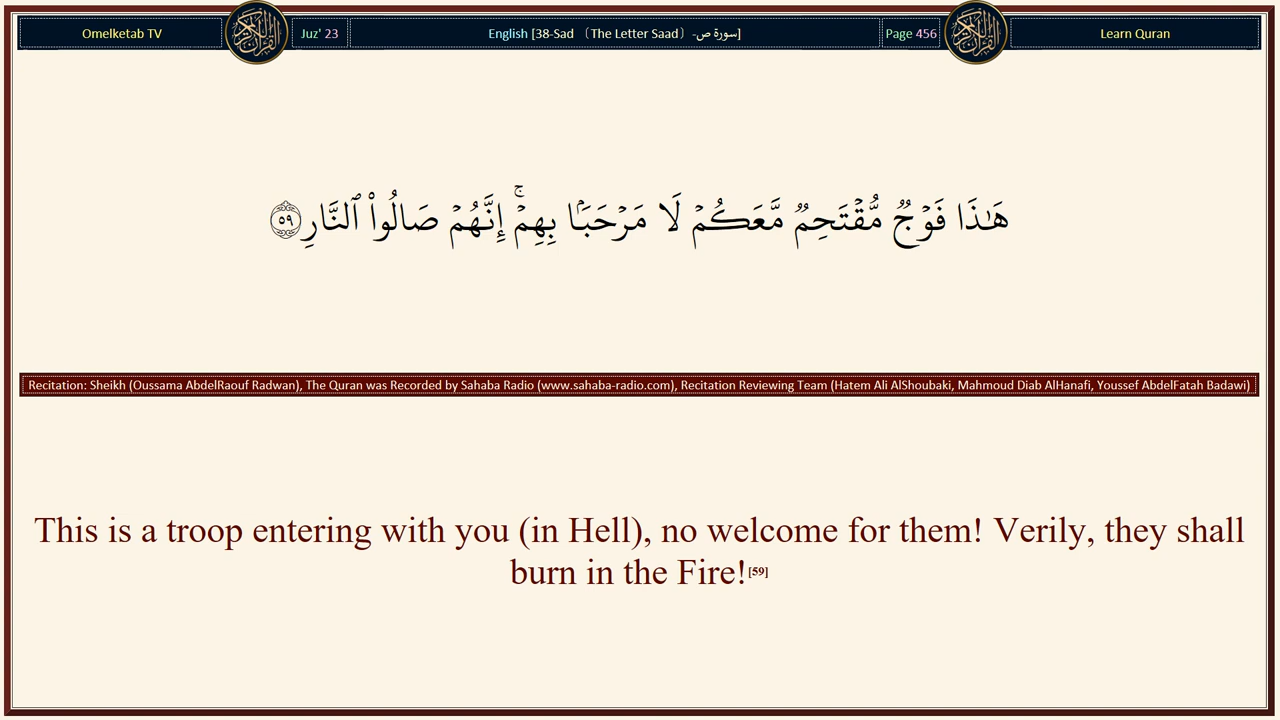 Omelketab TV
Juz' 23
English [38-Sad （The Letter Saad） -سورة ص]
Page 456
Learn Quran
هَـٰذَا فَوۡجٌۭ مُّقۡتَحِمٌۭ مَّعَكُمۡ لَا مَرۡحَبَۢا بِهِمۡۚ إِنَّهُمۡ صَالُوا۟ ٱلنَّارِ ٥٩
Recitation: Sheikh (Oussama AbdelRaouf Radwan), The Quran was Recorded by Sahaba Radio (www.sahaba-radio.com), Recitation Reviewing Team (Hatem Ali AlShoubaki, Mahmoud Diab AlHanafi, Youssef AbdelFatah Badawi)
This is a troop entering with you (in Hell), no welcome for them! Verily, they shall
burn in the Fire![59]